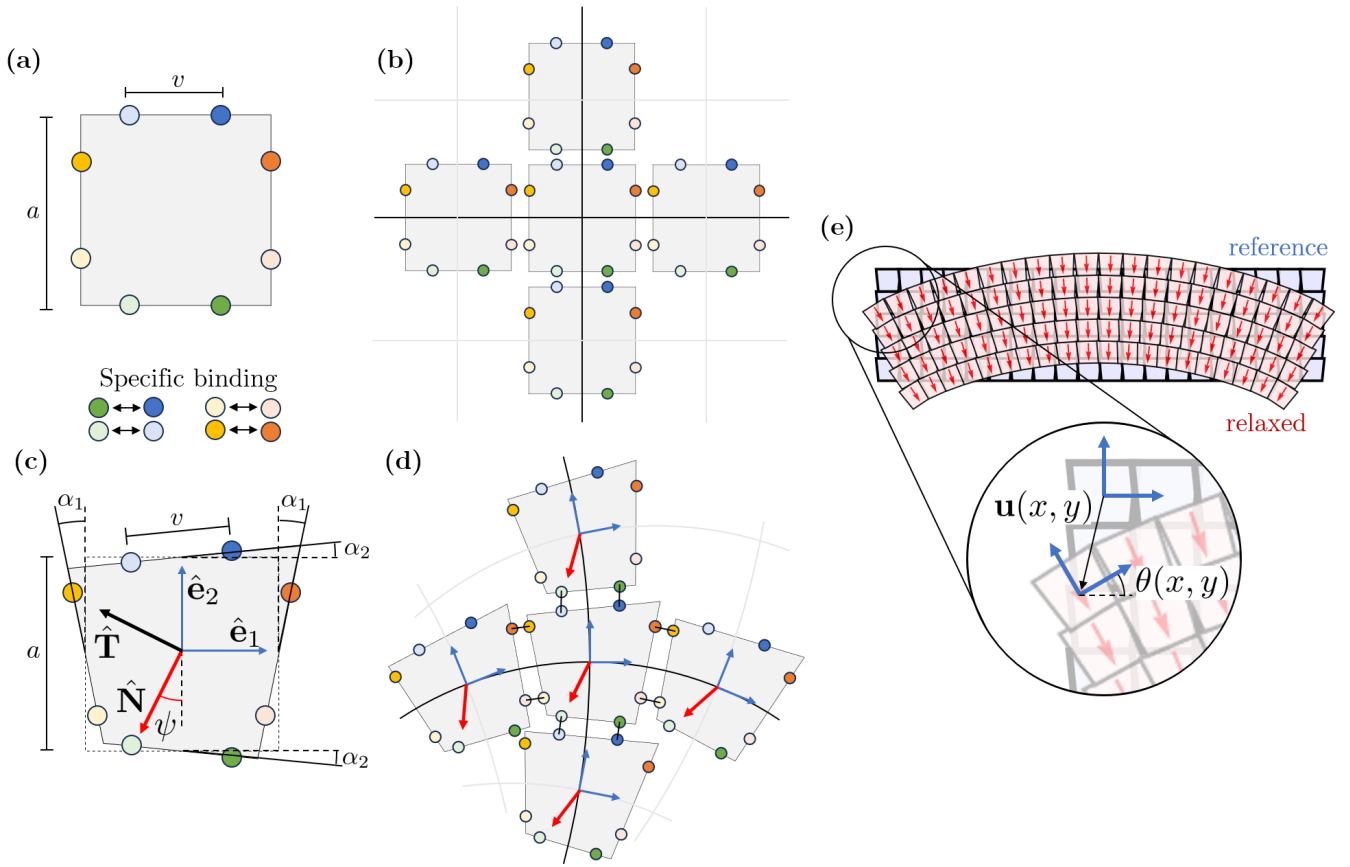 (a)
v
a
Specific binding
(b)
(c)
α₁
α₁
v
α₂
a
ê₂
ê₁
T̂
N̂
ψ
α₂
(d)
(e)
reference
relaxed
u(x, y)
θ(x, y)